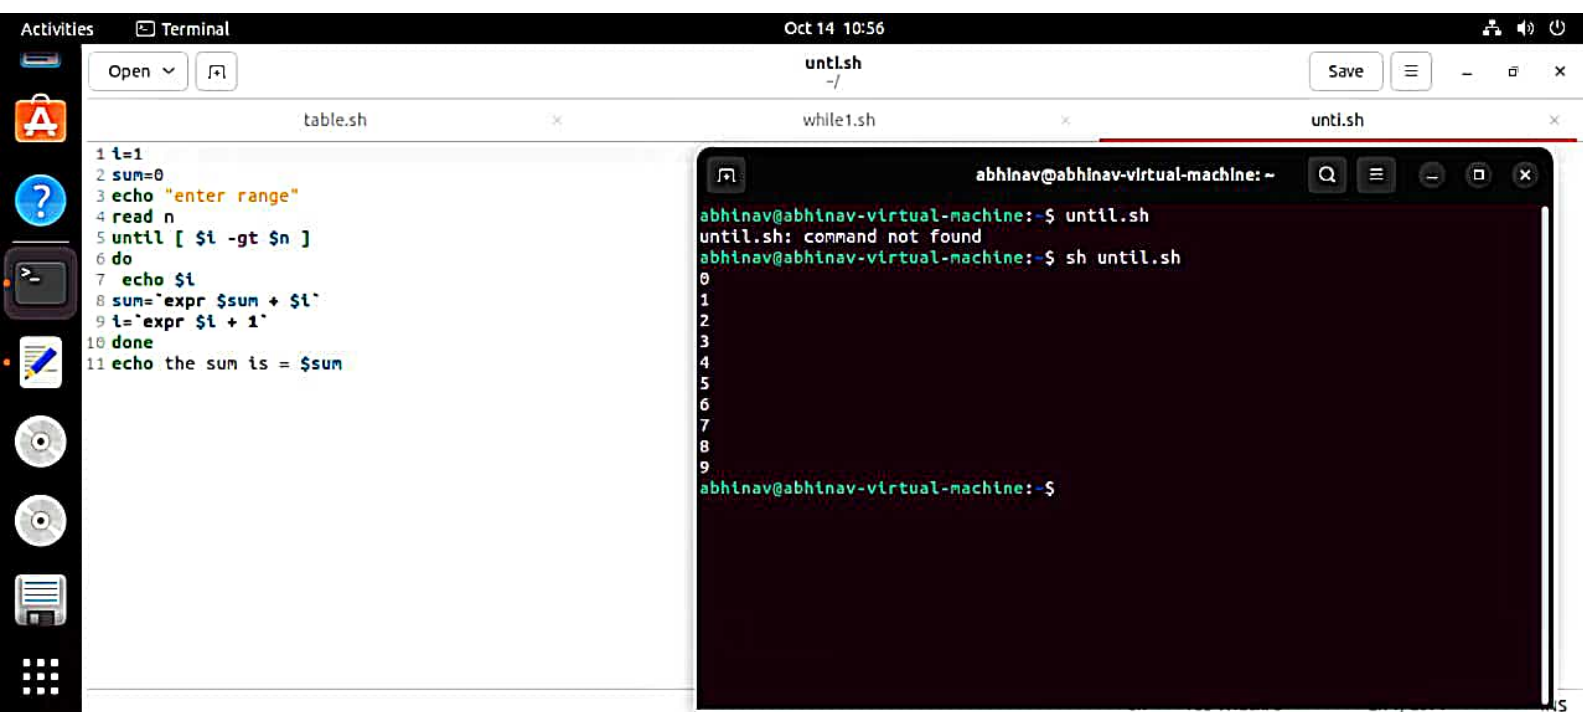 Activities Terminal Oct 14 10:56
Open unti.sh Save
~/
table.sh while1.sh unti.sh
1 i=1
2 sum=0
3 echo "enter range"
4 read n
5 until [ $i -gt $n ]
6 do
7 echo $i
8 sum=`expr $sum + $i`
9 i=`expr $i + 1`
10 done
11 echo the sum is = $sum
abhinav@abhinav-virtual-machine: ~
abhinav@abhinav-virtual-machine:~$ until.sh
until.sh: command not found
abhinav@abhinav-virtual-machine:~$ sh until.sh
0
1
2
3
4
5
6
7
8
9
abhinav@abhinav-virtual-machine:~$